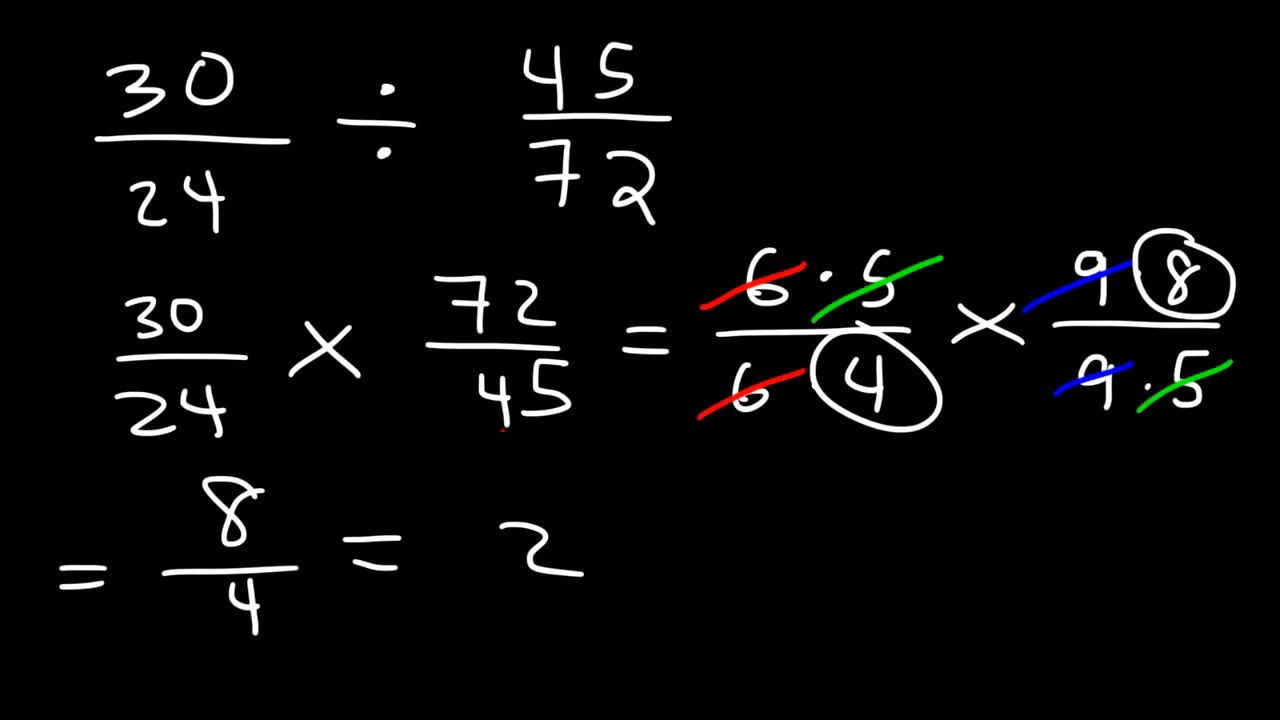 30/24 ÷ 45/72
30/24 × 72/45 = 6·5/6 4 × 9 8/9·5
= 8/4 = 2